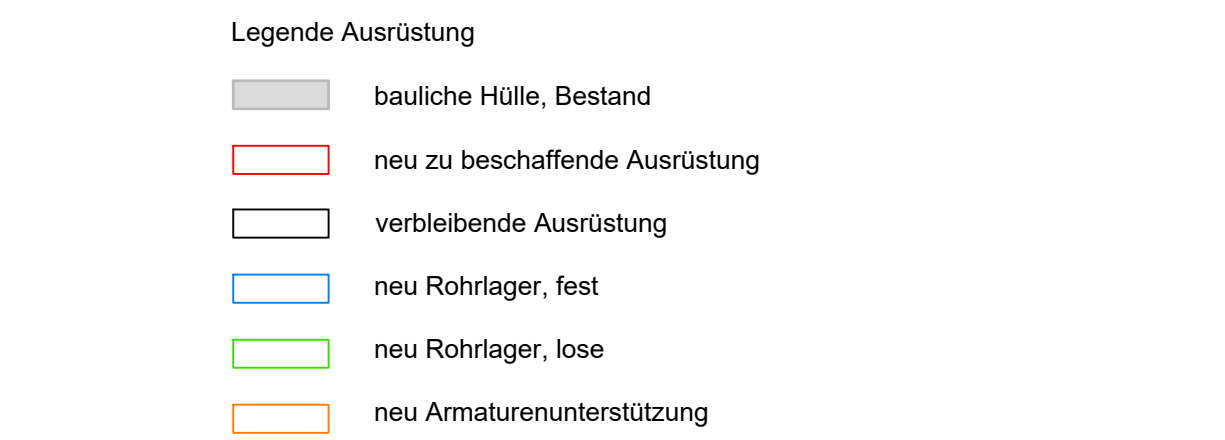 Legende Ausrüstung
bauliche Hülle, Bestand
neu zu beschaffende Ausrüstung
verbleibende Ausrüstung
neu Rohrlager, fest
neu Rohrlager, lose
neu Armaturenunterstützung